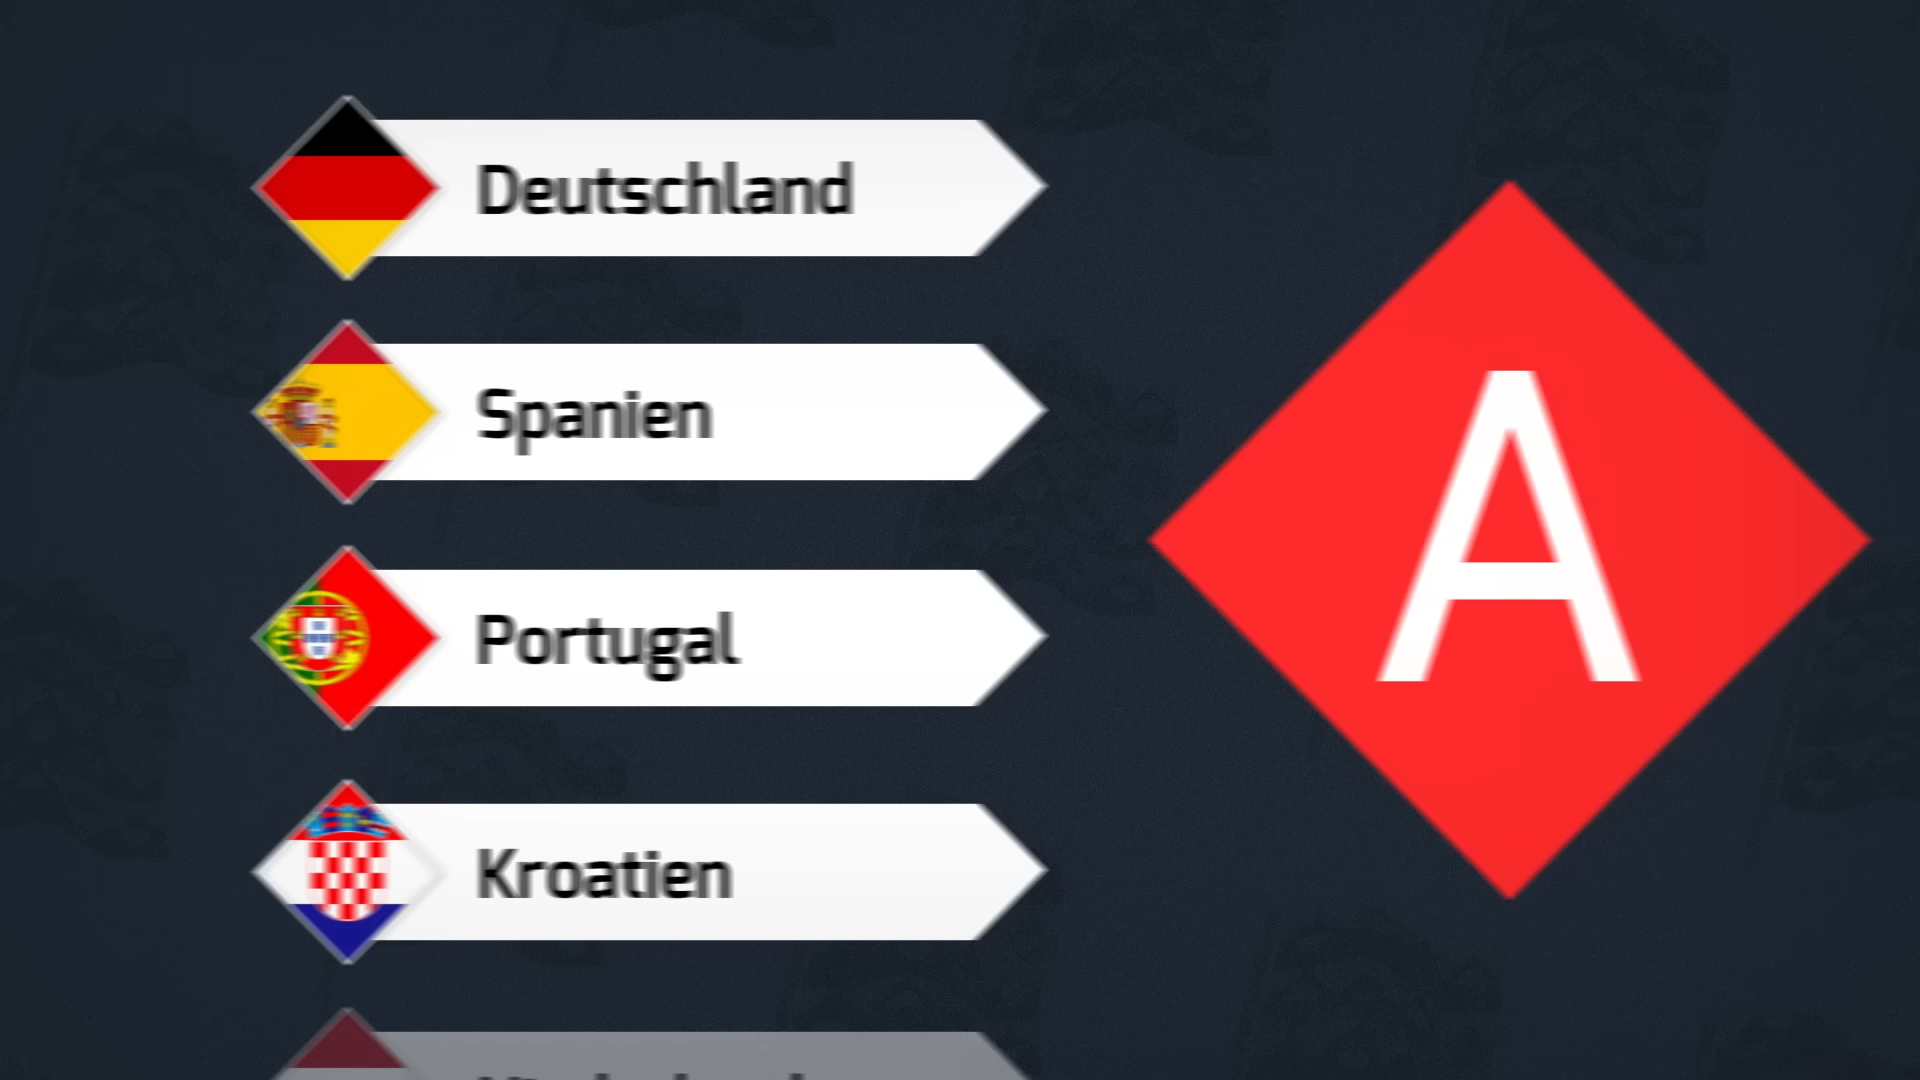 Deutschland
Spanien
Portugal
Kroatien
A